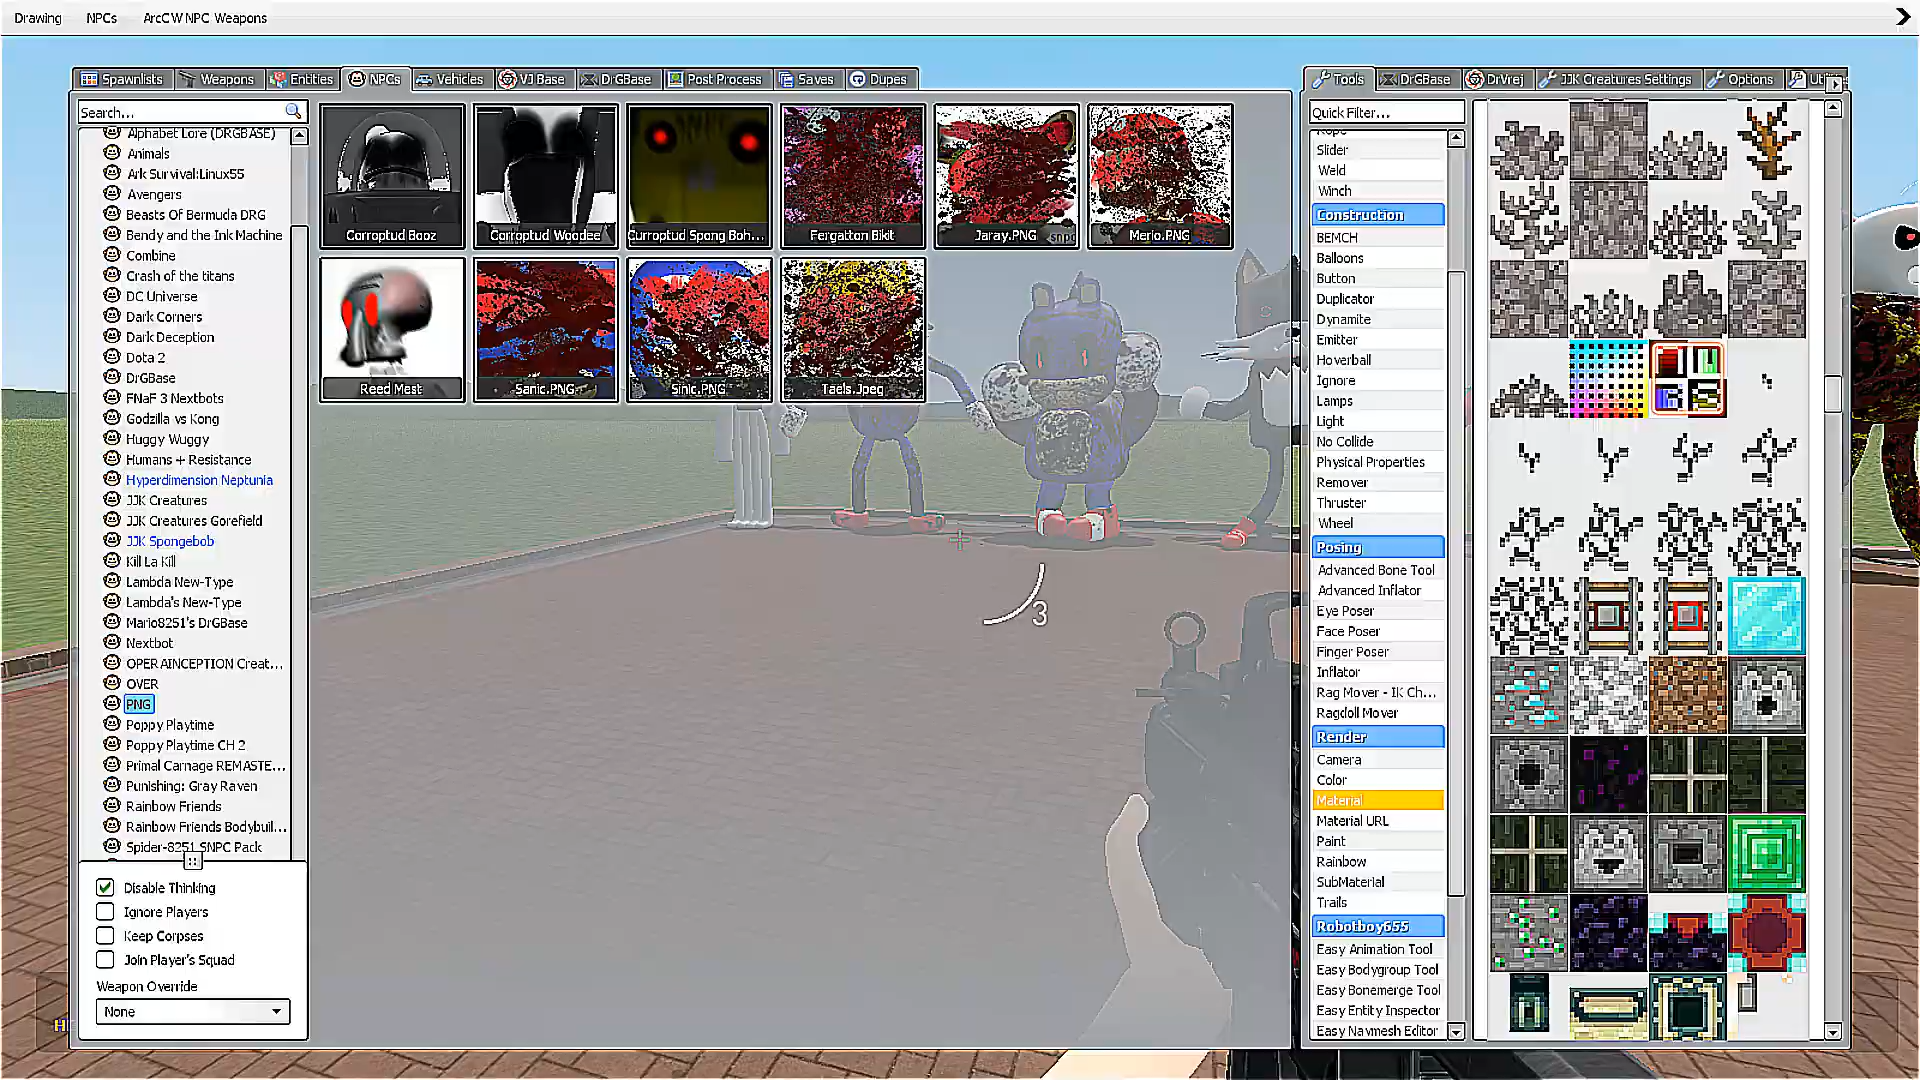 Drawing NPCs ArcCW NPC Weapons
Spawnlists Weapons Entities NPCs Vehicles VJ Base DrGBase Post Process Saves Dupes
Search...
Alphabet Lore (DRGBASE)
Animals
Ark Survival:Linux55
Avengers
Beasts Of Bermuda DRG
Bendy and the Ink Machine
Combine
Crash of the titans
DC Universe
Dark Corners
Dark Deception
Dota 2
DrGBase
FNaF 3 Nextbots
Godzilla vs Kong
Huggy Wuggy
Humans + Resistance
Hyperdimension Neptunia
JJK Creatures
JJK Creatures Gorefield
JJK Spongebob
Kill La Kill
Lambda New-Type
Lambda's New-Type
Mario8251's DrGBase
Nextbot
OPER AINCEPTION Creat...
OVER
PNG
Poppy Playtime
Poppy Playtime CH 2
Primal Carnage REMASTE...
Punishing: Gray Raven
Rainbow Friends
Rainbow Friends Bodybuil...
Spider-8251 SNPC Pack
Disable Thinking
Ignore Players
Keep Corpses
Join Player's Squad
Weapon Override
None
Corroptud Booz
Corroptud Woodee
Curroptud Spong Boh...
Fergatton Bikit
Jaray.PNG
Merlo.PNG
Reed Mest
Sanic.PNG
Sinic.PNG
Taels.Jpeg
3
Tools DrGBase DrVrej JJK Creatures Settings Options
Quick Filter...
Rope
Slider
Weld
Winch
Construction
BEMCH
Balloons
Button
Duplicator
Dynamite
Emitter
Hoverball
Ignore
Lamps
Light
No Collide
Physical Properties
Remover
Thruster
Wheel
Posing
Advanced Bone Tool
Advanced Inflator
Eye Poser
Face Poser
Finger Poser
Inflator
Rag Mover - IK Ch...
Ragdoll Mover
Render
Camera
Color
Material
Material URL
Paint
Rainbow
SubMaterial
Trails
Robotboy655
Easy Animation Tool
Easy Bodygroup Tool
Easy Bonemerge Tool
Easy Entity Inspector
Easy Navmesh Editor